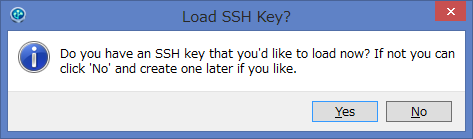 Load SSH Key?
Do you have an SSH key that you'd like to load now? If not you can
click 'No' and create one later if you like.
Yes
No